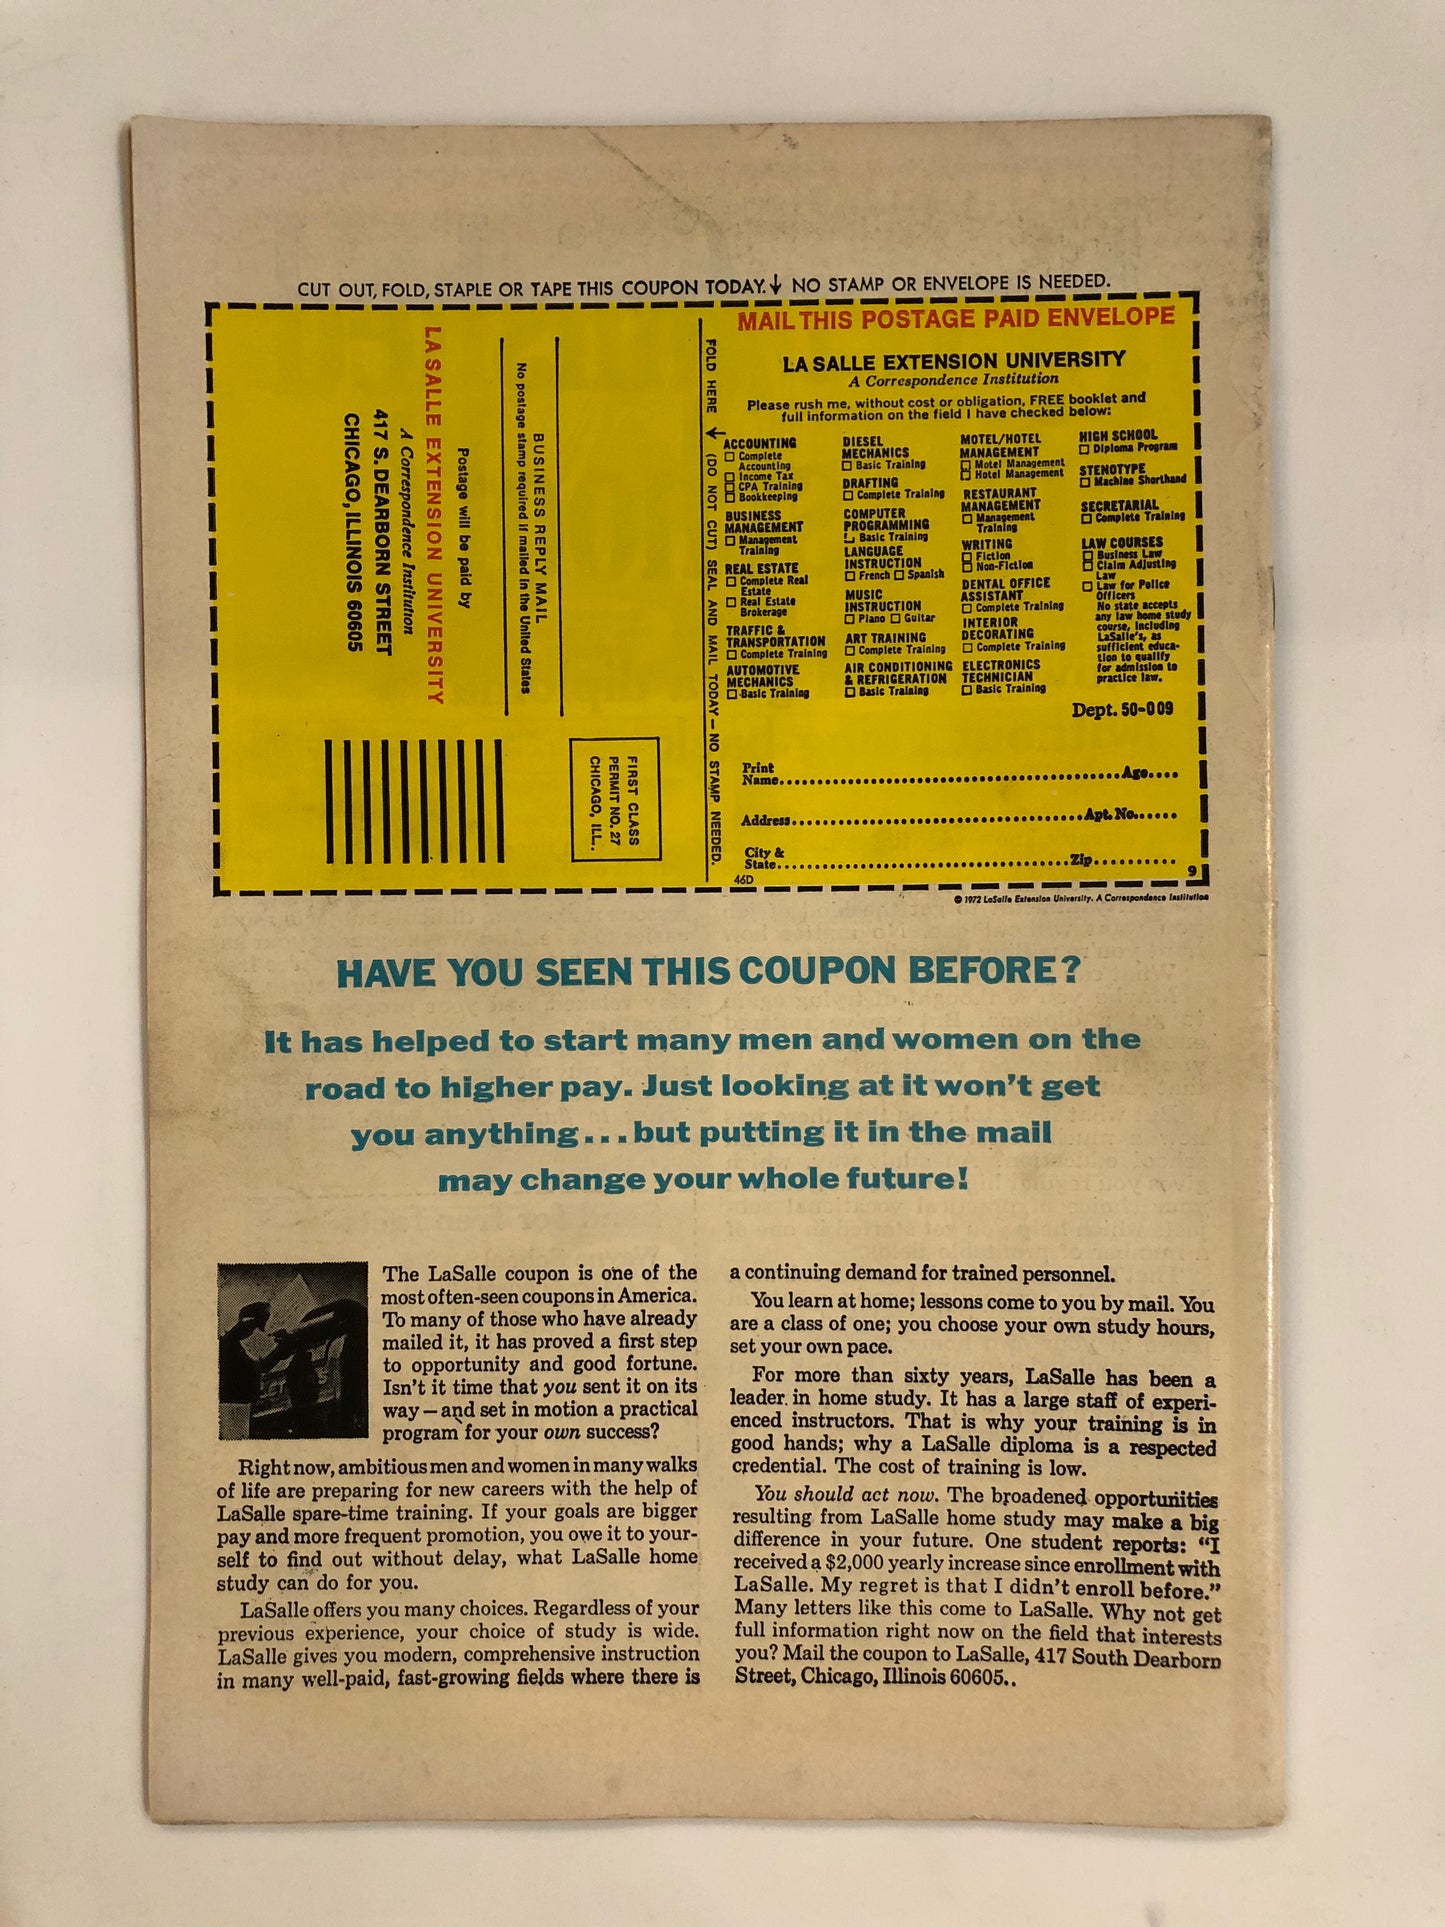 CUT OUT, FOLD, STAPLE OR TAPE THIS COUPON TODAY. NO STAMP OR ENVELOPE IS NEEDED.
LA SALLE EXTENSION UNIVERSITY
A Correspondence Institution
417 S. DEARBORN STREET
CHICAGO, ILLINOIS 60605
Postage will be paid by
BUSINESS REPLY MAIL
No postage stamp required if mailed in the United States
FIRST CLASS
PERMIT NO. 27
CHICAGO, ILL.
FOLD HERE (DO NOT CUT) SEAL AND MAIL TODAY — NO STAMP NEEDED.
MAIL THIS POSTAGE PAID ENVELOPE
LA SALLE EXTENSION UNIVERSITY
A Correspondence Institution
Please rush me, without cost or obligation, FREE booklet and
full information on the field I have checked below:
ACCOUNTING
Complete
Accounting
Income Tax
CPA Training
Bookkeeping
BUSINESS
MANAGEMENT
Management
Training
REAL ESTATE
Complete Real
Estate
Real Estate
Brokerage
TRAFFIC &
TRANSPORTATION
Complete Training
AUTOMOTIVE
MECHANICS
Basic Training
DIESEL
MECHANICS
Basic Training
DRAFTING
Complete Training
COMPUTER
PROGRAMMING
Basic Training
LANGUAGE
INSTRUCTION
French Spanish
MUSIC
INSTRUCTION
Piano Guitar
ART TRAINING
Complete Training
AIR CONDITIONING
& REFRIGERATION
Basic Training
MOTEL/HOTEL
MANAGEMENT
Motel Management
Hotel Management
RESTAURANT
MANAGEMENT
Management
Training
WRITING
Fiction
Non-Fiction
DENTAL OFFICE
ASSISTANT
Complete Training
INTERIOR
DECORATING
Complete Training
ELECTRONICS
TECHNICIAN
Basic Training
HIGH SCHOOL
Diploma Program
STENOTYPE
Machine Shorthand
SECRETARIAL
Complete Training
LAW COURSES
Business Law
Claim Adjusting
Law
Law for Police
Officers
No state accepts
any law home study
course, including
LaSalle's, as
sufficient educa-
tion to qualify
for admission to
practice law.
Dept. 50-009
Print
Name Age
Address Apt. No.
City &
State Zip
46D 9
© 1972 LaSalle Extension University. A Correspondence Institution
HAVE YOU SEEN THIS COUPON BEFORE?
It has helped to start many men and women on the
road to higher pay. Just looking at it won't get
you anything...but putting it in the mail
may change your whole future!
The LaSalle coupon is one of the
most often-seen coupons in America.
To many of those who have already
mailed it, it has proved a first step
to opportunity and good fortune.
Isn't it time that you sent it on its
way—and set in motion a practical
program for your own success?
Right now, ambitious men and women in many walks
of life are preparing for new careers with the help of
LaSalle spare-time training. If your goals are bigger
pay and more frequent promotion, you owe it to your-
self to find out without delay, what LaSalle home
study can do for you.
LaSalle offers you many choices. Regardless of your
previous experience, your choice of study is wide.
LaSalle gives you modern, comprehensive instruction
in many well-paid, fast-growing fields where there is
a continuing demand for trained personnel.
You learn at home; lessons come to you by mail. You
are a class of one; you choose your own study hours,
set your own pace.
For more than sixty years, LaSalle has been a
leader in home study. It has a large staff of experi-
enced instructors. That is why your training is in
good hands; why a LaSalle diploma is a respected
credential. The cost of training is low.
You should act now. The broadened opportunities
resulting from LaSalle home study may make a big
difference in your future. One student reports: "I
received a $2,000 yearly increase since enrollment with
LaSalle. My regret is that I didn't enroll before."
Many letters like this come to LaSalle. Why not get
full information right now on the field that interests
you? Mail the coupon to LaSalle, 417 South Dearborn
Street, Chicago, Illinois 60605..